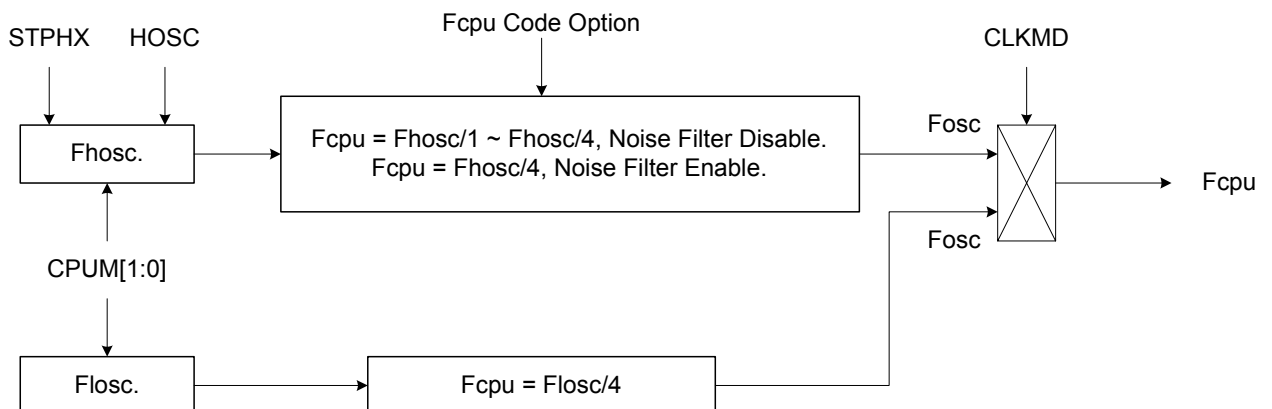 Fcpu Code Option
STPHX
HOSC
CLKMD
Fcpu = Fhosc/1 ~ Fhosc/4, Noise Filter Disable.
Fcpu = Fhosc/4, Noise Filter Enable.
Fhosc.
Fosc
Fcpu
Fosc
CPUM[1:0]
Flosc.
Fcpu = Flosc/4